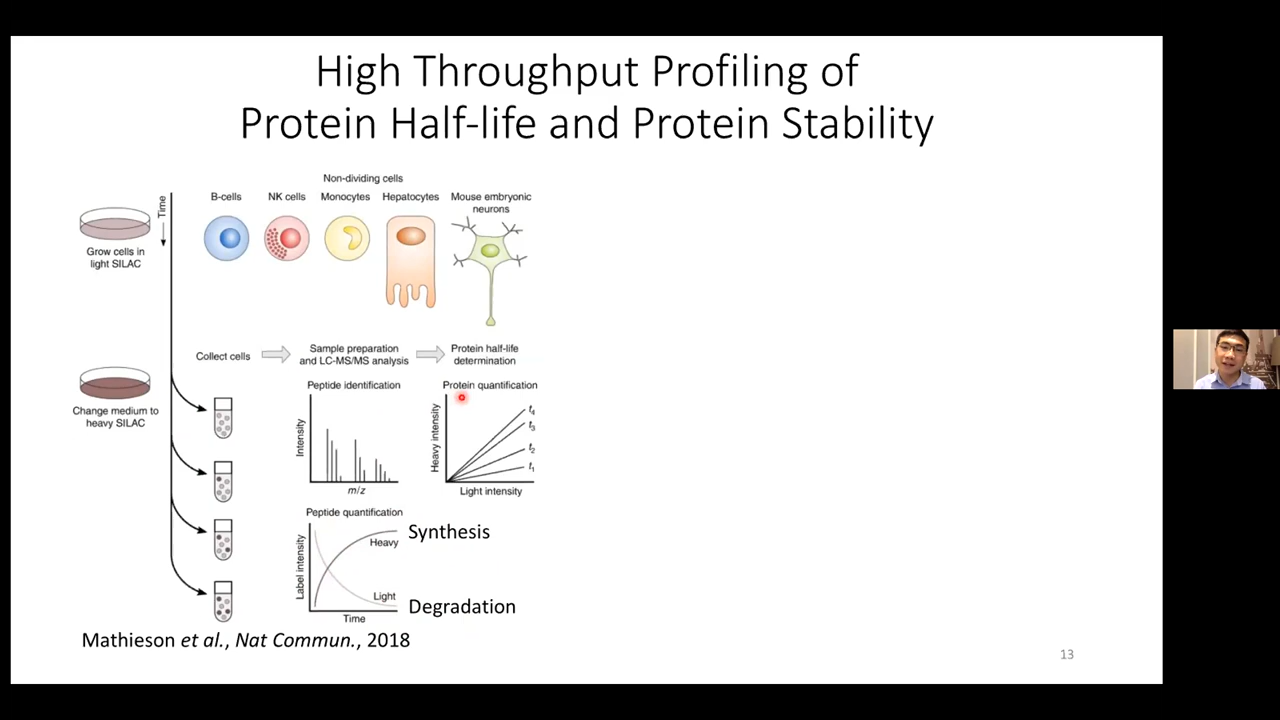 High Throughput Profiling of
Protein Half-life and Protein Stability
Non-dividing cells
B-cells
NK cells
Monocytes
Hepatocytes
Mouse embryonic
neurons
Time
Grow cells in
light SILAC
Collect cells
Sample preparation
and LC-MS/MS analysis
Protein half-life
determination
Change medium to
heavy SILAC
Peptide identification
Intensity
m/z
Protein quantification
Heavy intensity
t4
t3
t2
t1
Light intensity
Peptide quantification
Label intensity
Heavy
Light
Time
Synthesis
Degradation
Mathieson et al., Nat Commun., 2018
13